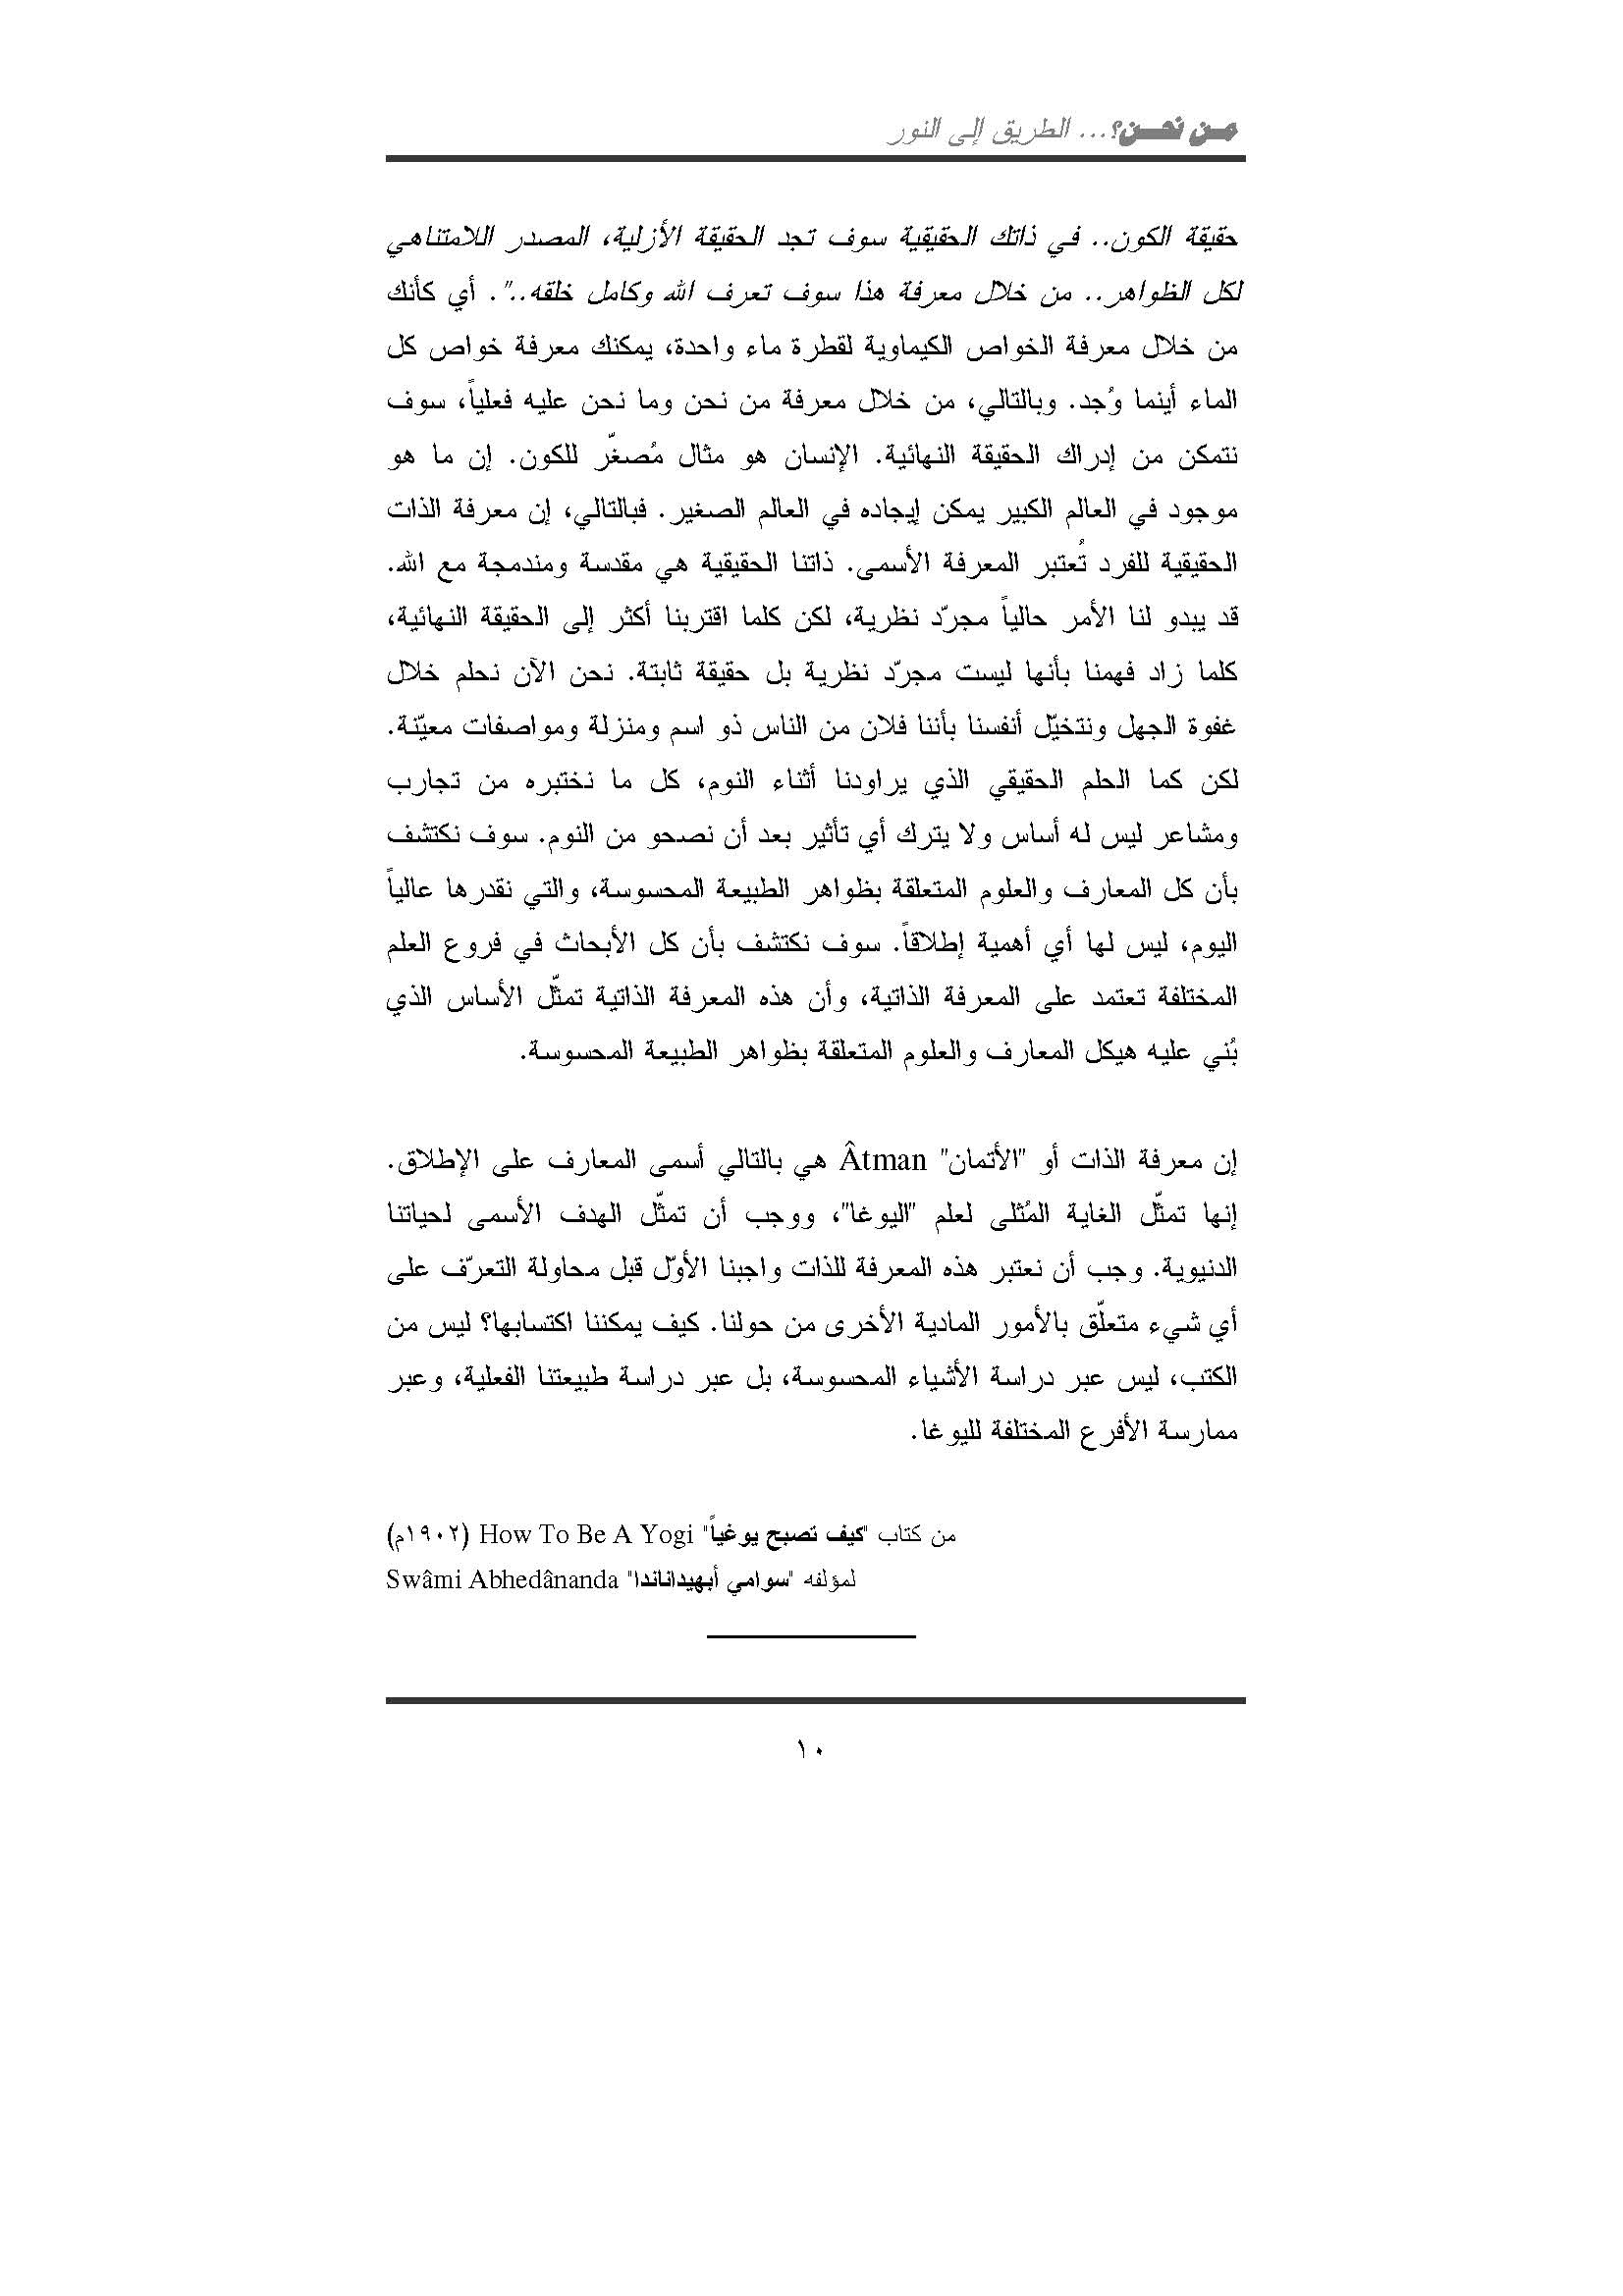 من نحن؟... الطريق إلى النور
حقيقة الكون.. في ذاتك الحقيقية سوف تجد الحقيقة الأزلية، المصدر اللامتناهي
لكل الظواهر.. من خلال معرفة هذا سوف تعرف الله وكامل خلقه..". أي كأنك
من خلال معرفة الخواص الكيماوية لقطرة ماء واحدة، يمكنك معرفة خواص كل
الماء أينما وُجد. وبالتالي، من خلال معرفة من نحن وما نحن عليه فعلياً، سوف
نتمكن من إدراك الحقيقة النهائية. الإنسان هو مثال مُصغّر للكون. إن ما هو
موجود في العالم الكبير يمكن إيجاده في العالم الصغير. فبالتالي، إن معرفة الذات
الحقيقية للفرد تُعتبر المعرفة الأسمى. ذاتنا الحقيقية هي مقدسة ومندمجة مع الله.
قد يبدو لنا الأمر حالياً مجرّد نظرية، لكن كلما اقتربنا أكثر إلى الحقيقة النهائية،
كلما زاد فهمنا بأنها ليست مجرّد نظرية بل حقيقة ثابتة. نحن الآن نحلم خلال
غفوة الجهل ونتخيّل أنفسنا بأننا فلان من الناس ذو اسم ومنزلة ومواصفات معيّنة.
لكن كما الحلم الحقيقي الذي يراودنا أثناء النوم، كل ما نختبره من تجارب
ومشاعر ليس له أساس ولا يترك أي تأثير بعد أن نصحو من النوم. سوف نكتشف
بأن كل المعارف والعلوم المتعلقة بظواهر الطبيعة المحسوسة، والتي نقدرها عالياً
اليوم، ليس لها أي أهمية إطلاقاً. سوف نكتشف بأن كل الأبحاث في فروع العلم
المختلفة تعتمد على المعرفة الذاتية، وأن هذه المعرفة الذاتية تمثّل الأساس الذي
بُني عليه هيكل المعارف والعلوم المتعلقة بظواهر الطبيعة المحسوسة.
إن معرفة الذات أو "الأتمان" Âtman هي بالتالي أسمى المعارف على الإطلاق.
إنها تمثّل الغاية المُثلى لعلم "اليوغا"، ووجب أن تمثّل الهدف الأسمى لحياتنا
الدنيوية. وجب أن نعتبر هذه المعرفة للذات واجبنا الأوّل قبل محاولة التعرّف على
أي شيء متعلّق بالأمور المادية الأخرى من حولنا. كيف يمكننا اكتسابها؟ ليس من
الكتب، ليس عبر دراسة الأشياء المحسوسة، بل عبر دراسة طبيعتنا الفعلية، وعبر
ممارسة الأفرع المختلفة لليوغا.
من كتاب "كيف تصبح يوغياً" How To Be A Yogi (١٩٠٢م)
لمؤلفه "سوامي أبهيداناندا" Swâmi Abhedânanda
١٠